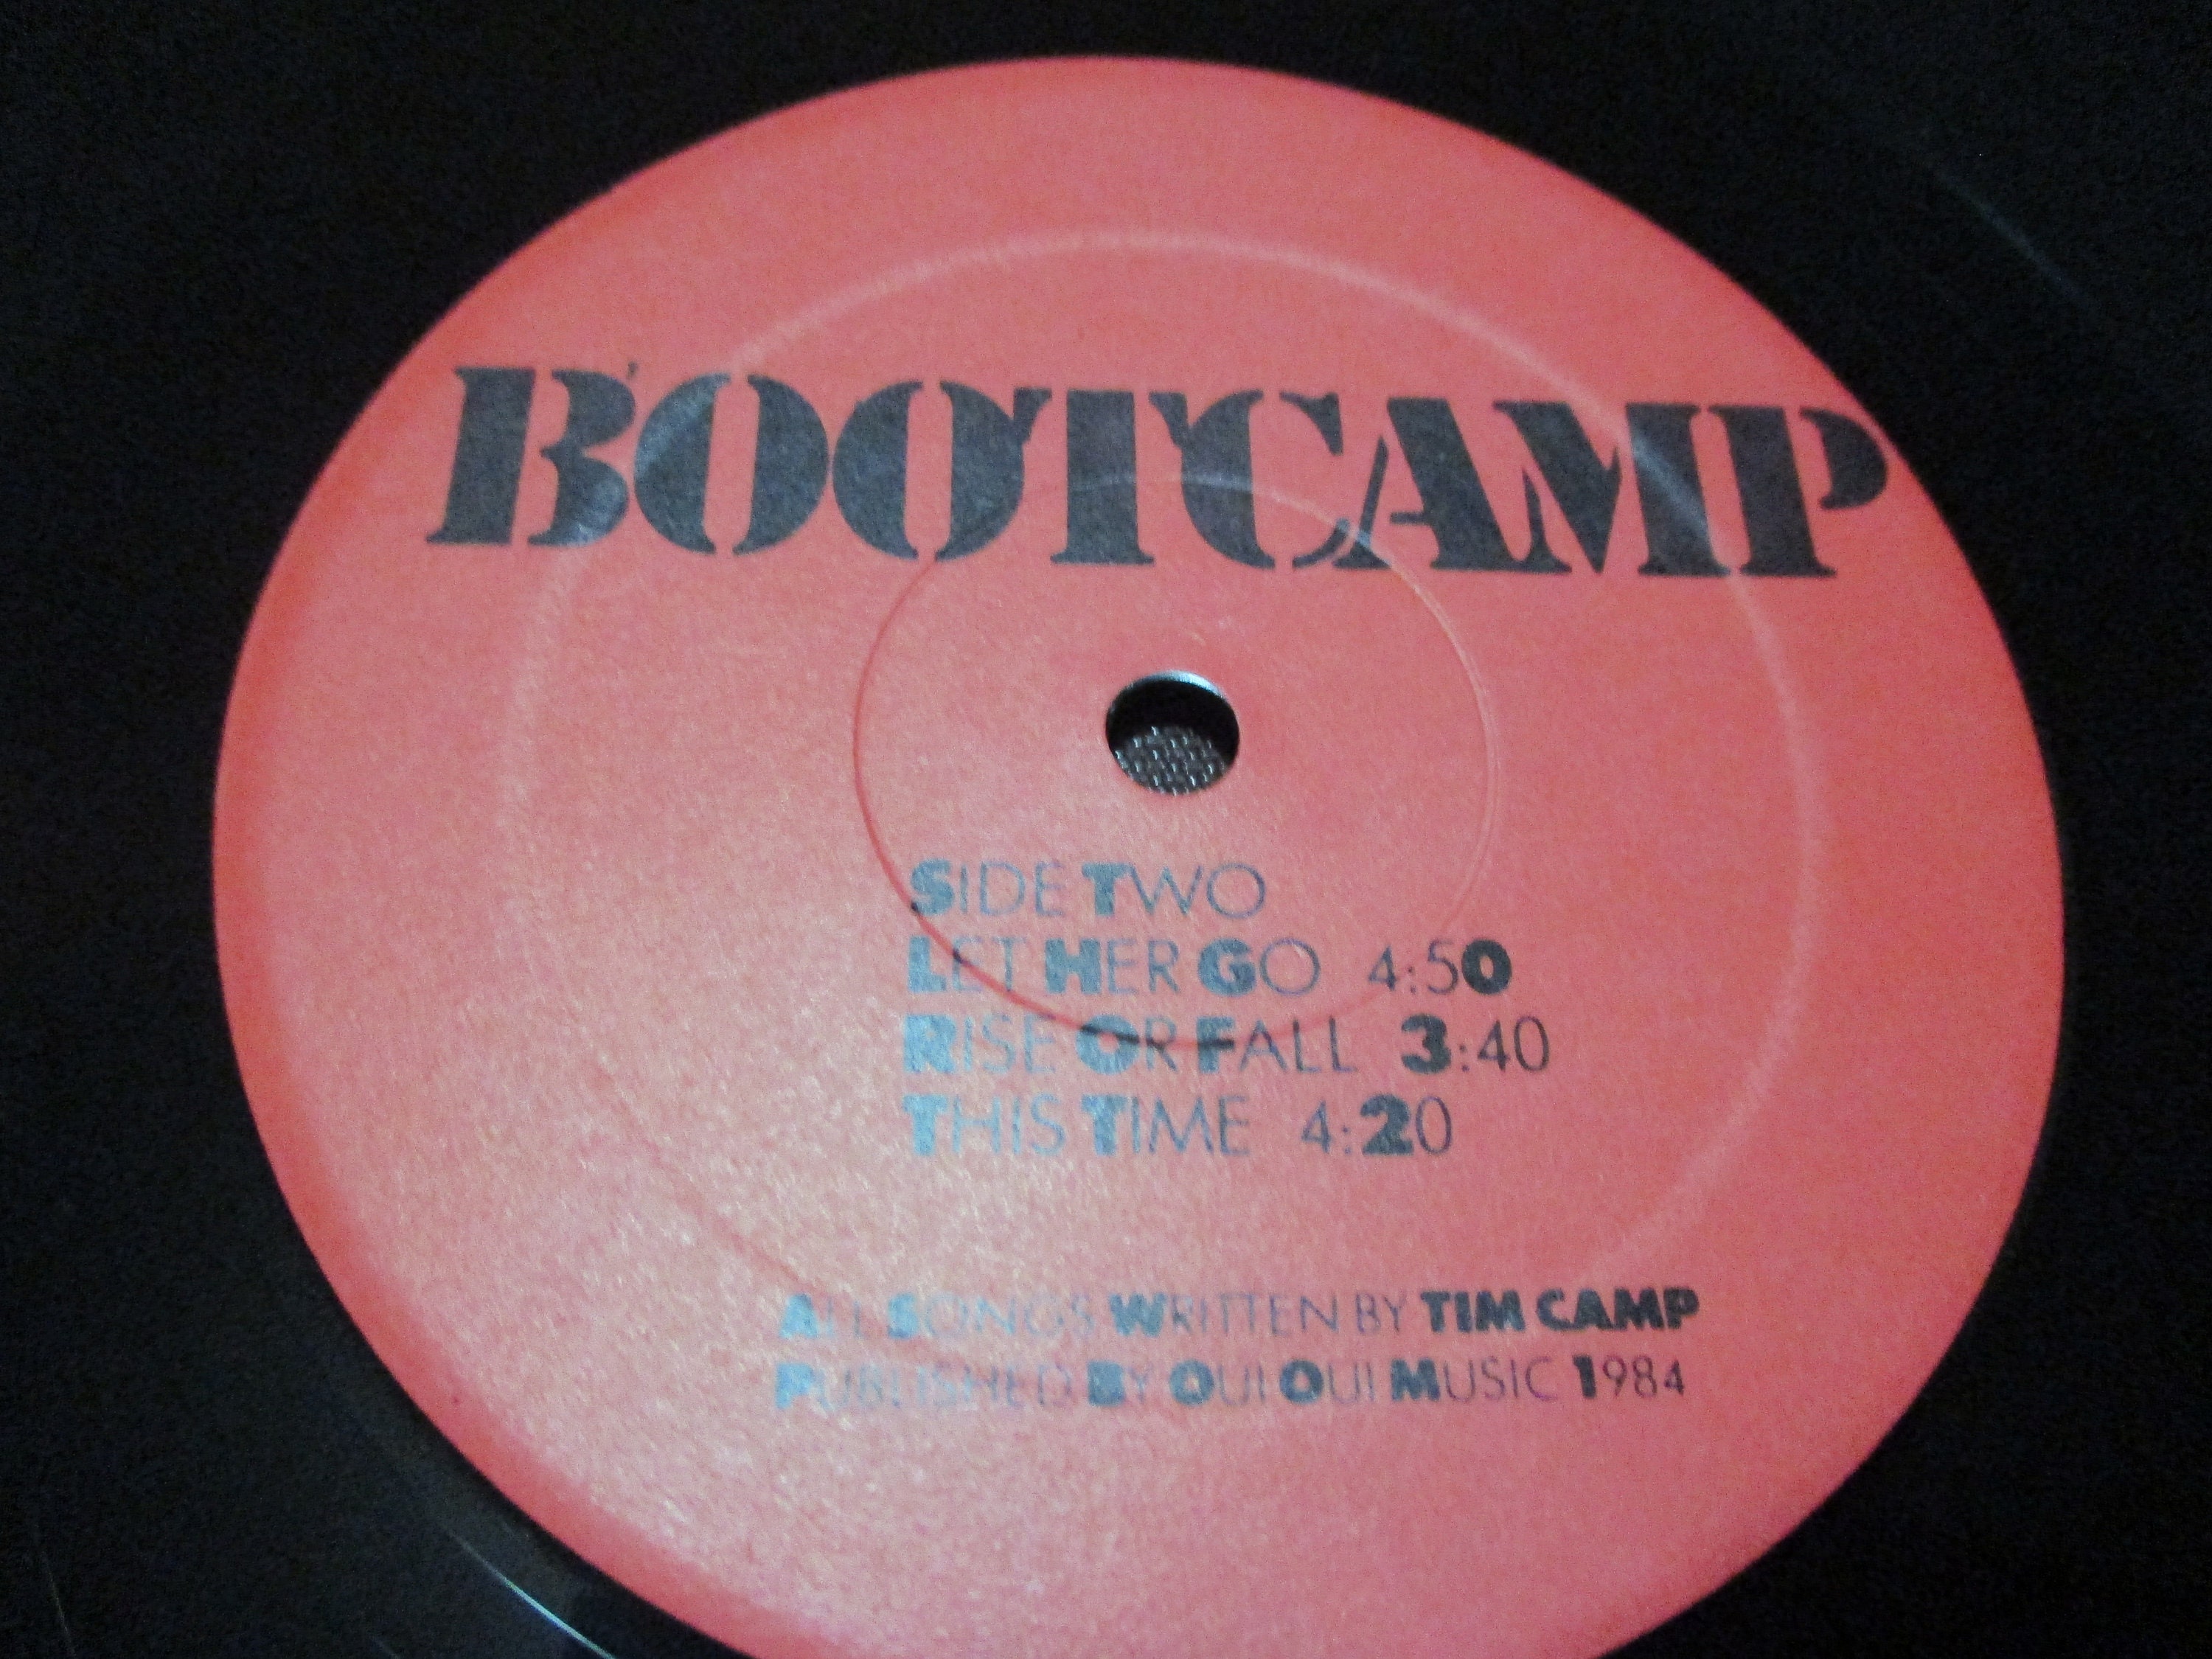 BOOTCAMP
SIDE TWO
LET HER GO 4:50
RISE OR FALL 3:40
THIS TIME 4:20
ALL SONGS WRITTEN BY TIM CAMP
PUBLISHED BY OUI OUI MUSIC 1984